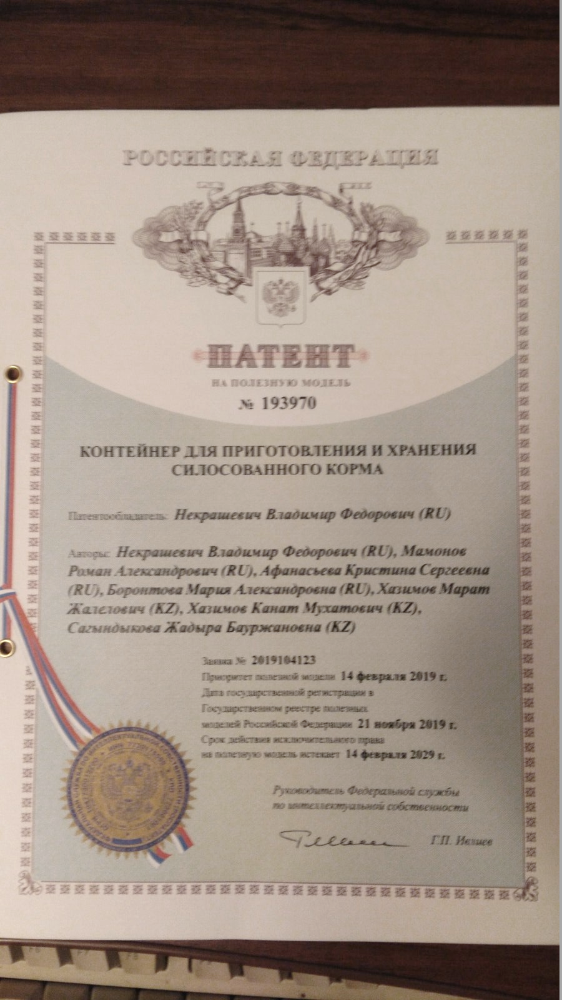 РОССИЙСКАЯ ФЕДЕРАЦИЯ
ПАТЕНТ
НА ПОЛЕЗНУЮ МОДЕЛЬ
№ 193970
КОНТЕЙНЕР ДЛЯ ПРИГОТОВЛЕНИЯ И ХРАНЕНИЯ
СИЛОСОВАННОГО КОРМА
Патентообладатель: Некрашевич Владимир Федорович (RU)
Авторы: Некрашевич Владимир Федорович (RU), Мамонов
Роман Александрович (RU), Афанасьева Кристина Сергеевна
(RU), Боронтова Мария Александровна (RU), Хазимов Марат
Жалелович (KZ), Хазимов Канат Мухатович (KZ),
Сагындыкова Жадыра Бауржановна (KZ)
Заявка № 2019104123
Приоритет полезной модели 14 февраля 2019 г.
Дата государственной регистрации в
Государственном реестре полезных
моделей Российской Федерации 21 ноября 2019 г.
Срок действия исключительного права
на полезную модель истекает 14 февраля 2029 г.
Руководитель Федеральной службы
по интеллектуальной собственности
Г.П. Ивлиев
F6 F7 F8